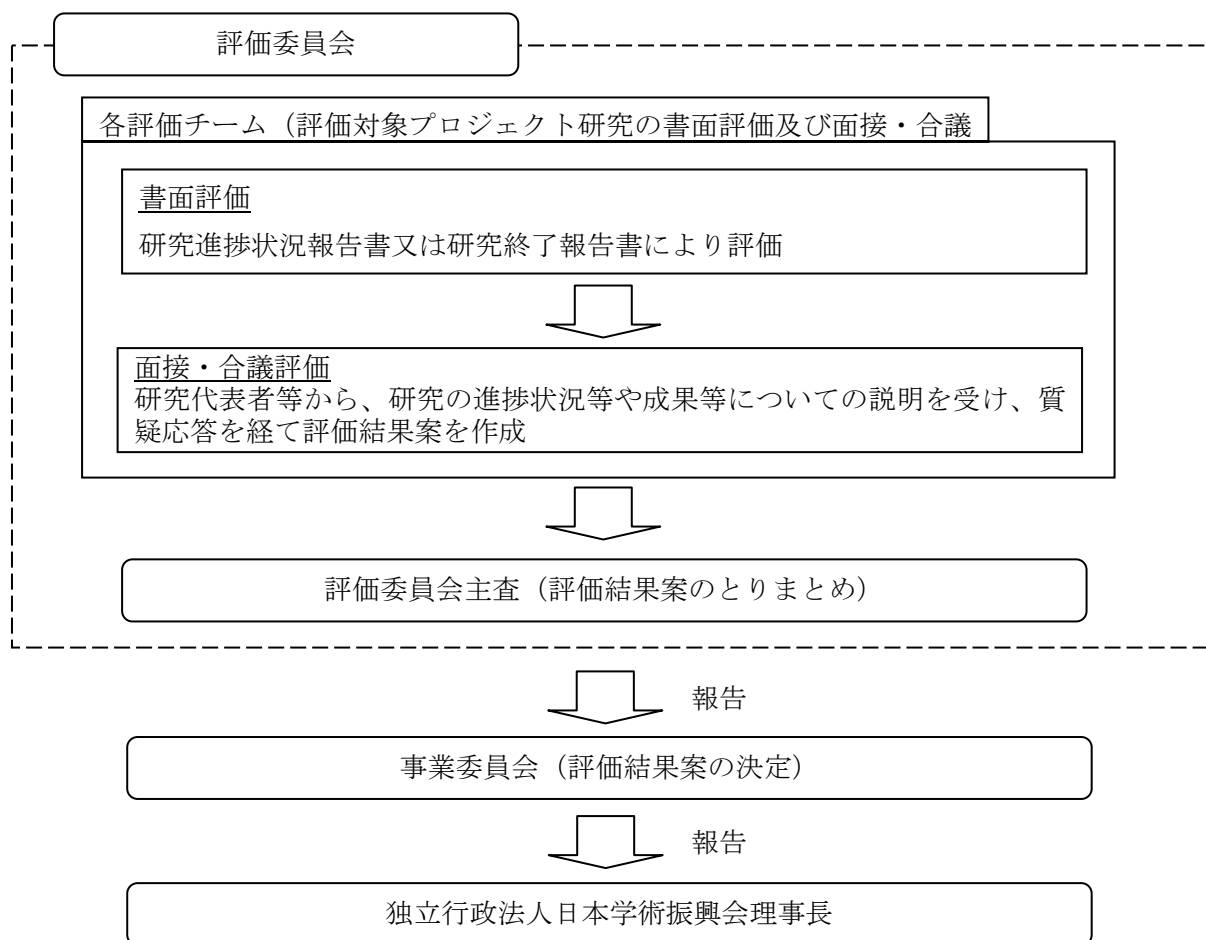 評価委員会
各評価チーム（評価対象プロジェクト研究の書面評価及び面接・合議
書面評価
研究進捗状況報告書又は研究終了報告書により評価
面接・合議評価
研究代表者等から、研究の進捗状況等や成果等についての説明を受け、質
疑応答を経て評価結果案を作成
評価委員会主査（評価結果案のとりまとめ）
報告
事業委員会（評価結果案の決定）
報告
独立行政法人日本学術振興会理事長